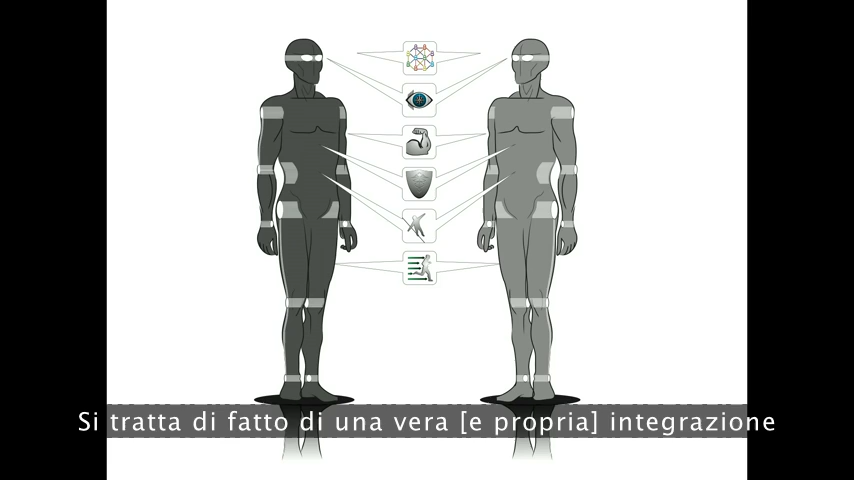 Si tratta di fatto di una vera [e propria] integrazione